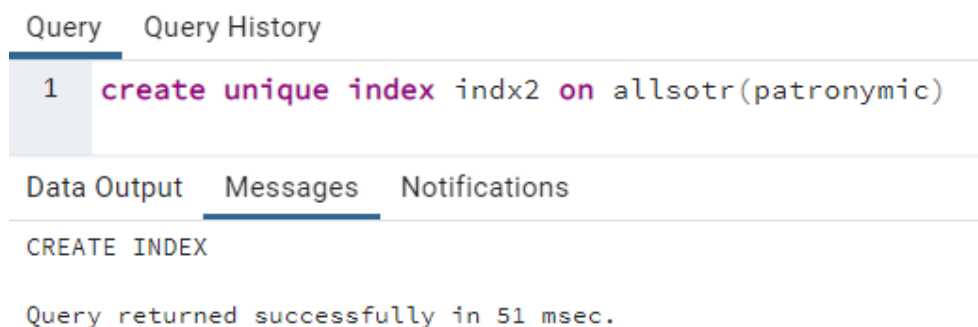 Query Query History
1 create unique index indx2 on allsotr(patronymic)
Data Output Messages Notifications
CREATE INDEX
Query returned successfully in 51 msec.